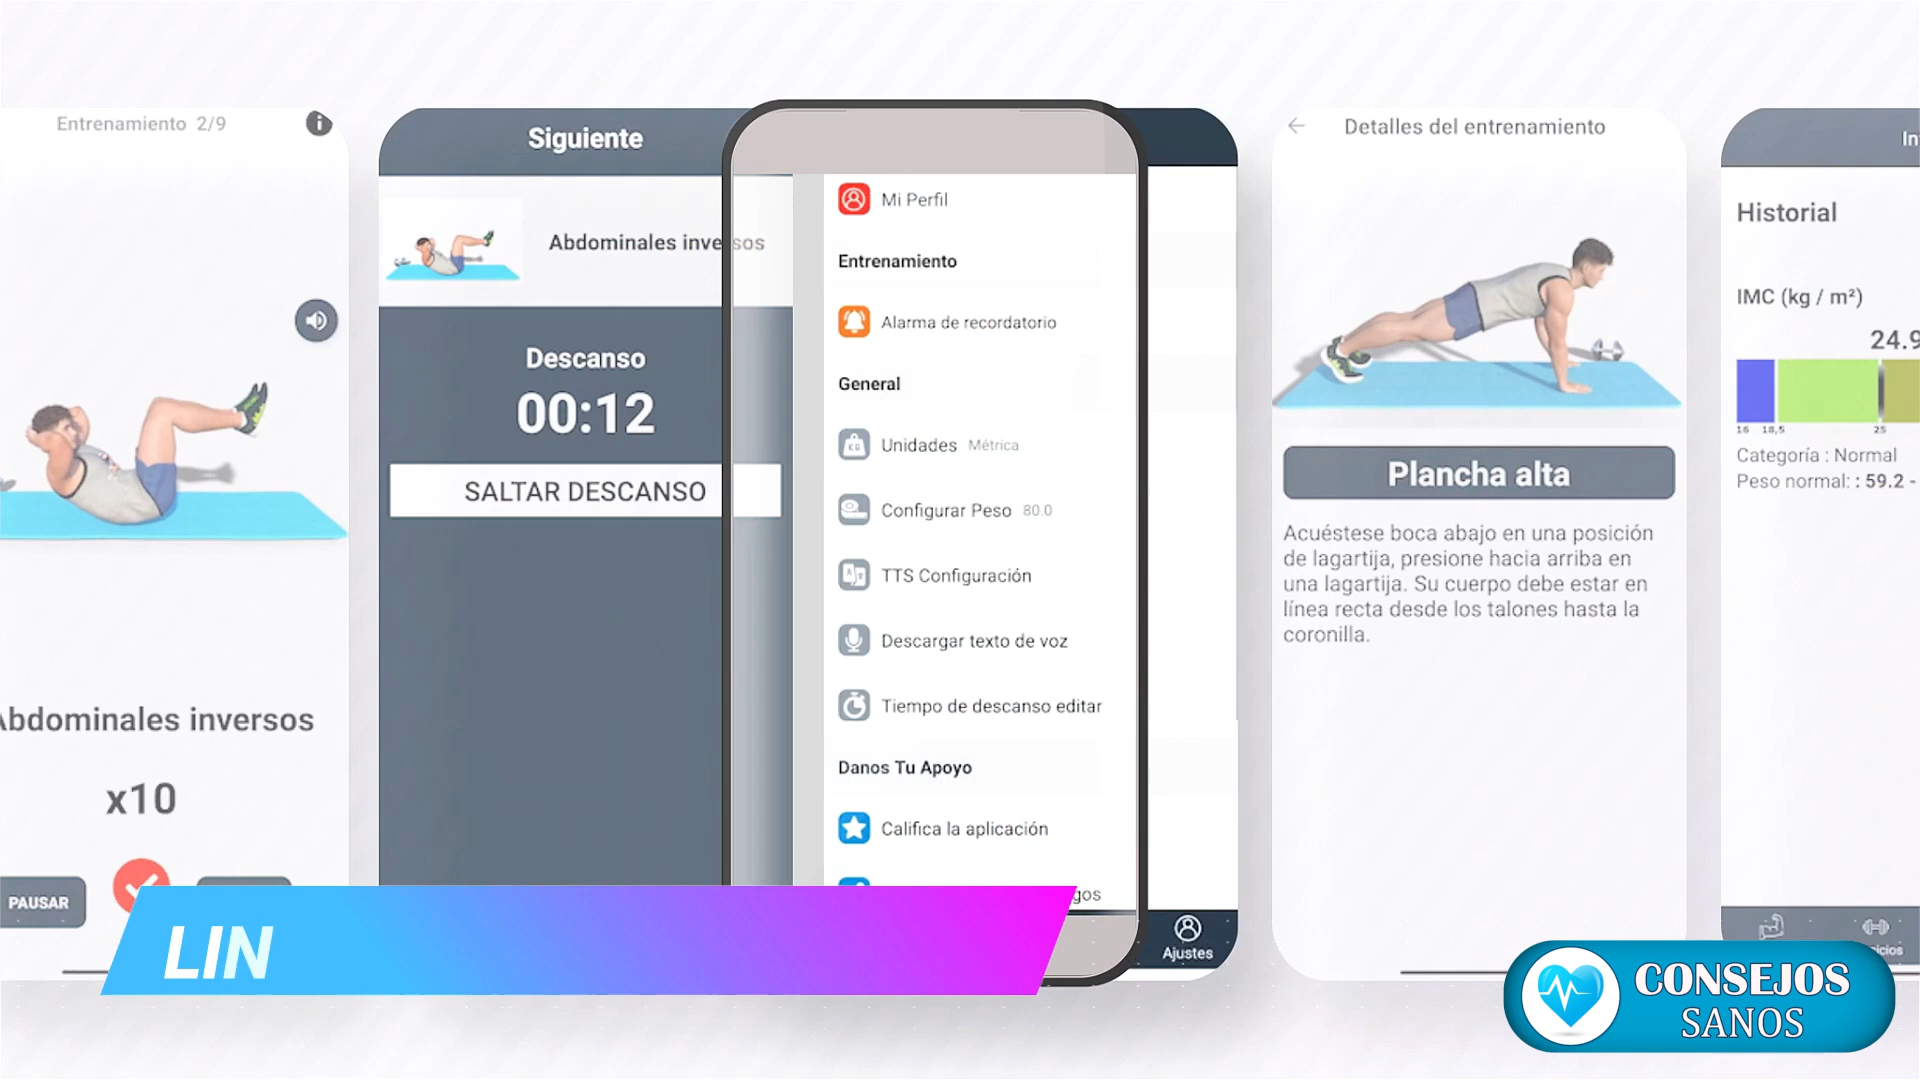 Entrenamiento 2/9
Abdominales inversos
x10
PAUSAR
Siguiente
Abdominales inversos
Descanso
00:12
SALTAR DESCANSO
Mi Perfil
Entrenamiento
Alarma de recordatorio
General
Unidades Métrica
Configurar Peso 80.0
TTS Configuración
Descargar texto de voz
Tiempo de descanso editar
Danos Tu Apoyo
Califica la aplicación
gos
Ajustes
Detalles del entrenamiento
Plancha alta
Acuéstese boca abajo en una posición
de lagartija, presione hacia arriba en
una lagartija. Su cuerpo debe estar en
línea recta desde los talones hasta la
coronilla.
In
Historial
IMC (kg / m²)
24.9
16 18,5 25
Categoría : Normal
Peso normal: : 59.2 -
LIN
CONSEJOS
SANOS